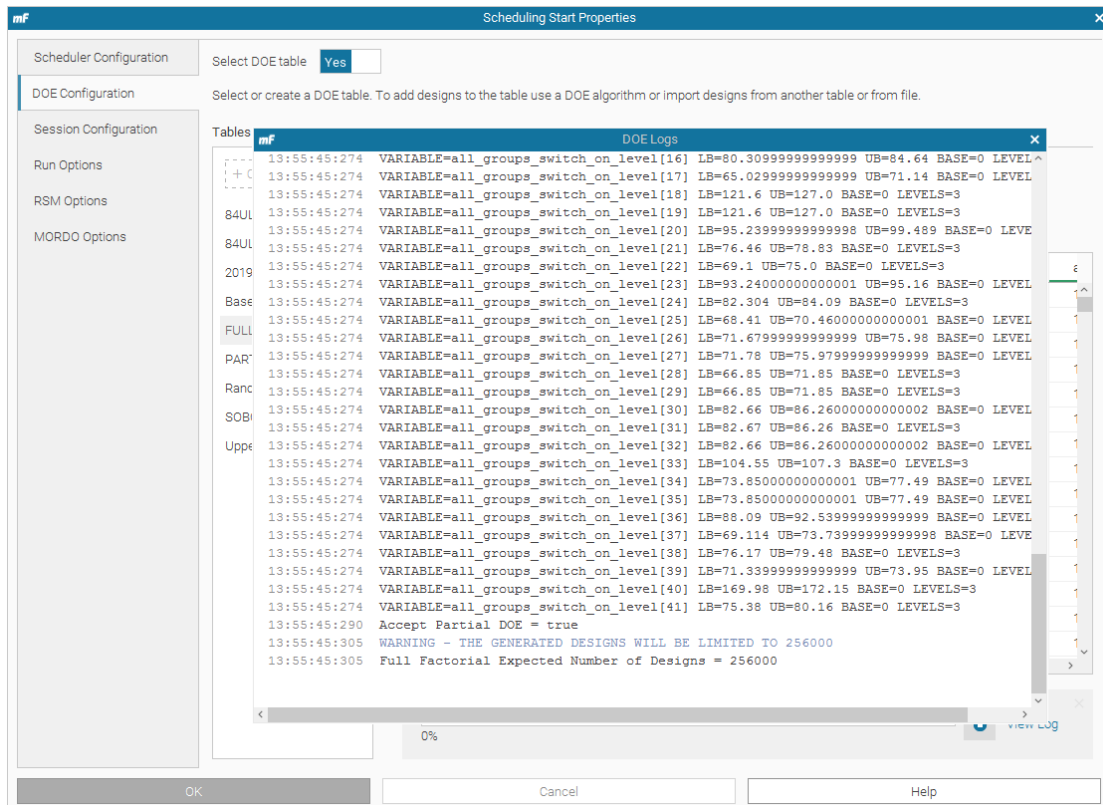 mF Scheduling Start Properties
Scheduler Configuration
DOE Configuration
Session Configuration
Run Options
RSM Options
MORDO Options
Select DOE table Yes
Select or create a DOE table. To add designs to the table use a DOE algorithm or import designs from another table or from file.
Tables
84UL
84UL
2019
Base
FULL
PART
Rand
SOBO
Uppe
mF DOE Logs
13:55:45:274 VARIABLE=all_groups_switch_on_level[16] LB=80.30999999999999 UB=84.64 BASE=0 LEVEL
13:55:45:274 VARIABLE=all_groups_switch_on_level[17] LB=65.02999999999999 UB=71.14 BASE=0 LEVEL
13:55:45:274 VARIABLE=all_groups_switch_on_level[18] LB=121.6 UB=127.0 BASE=0 LEVELS=3
13:55:45:274 VARIABLE=all_groups_switch_on_level[19] LB=121.6 UB=127.0 BASE=0 LEVELS=3
13:55:45:274 VARIABLE=all_groups_switch_on_level[20] LB=95.23999999999998 UB=99.489 BASE=0 LEVE
13:55:45:274 VARIABLE=all_groups_switch_on_level[21] LB=76.46 UB=78.83 BASE=0 LEVELS=3
13:55:45:274 VARIABLE=all_groups_switch_on_level[22] LB=69.1 UB=75.0 BASE=0 LEVELS=3
13:55:45:274 VARIABLE=all_groups_switch_on_level[23] LB=93.24000000000001 UB=95.16 BASE=0 LEVEL
13:55:45:274 VARIABLE=all_groups_switch_on_level[24] LB=82.304 UB=84.09 BASE=0 LEVELS=3
13:55:45:274 VARIABLE=all_groups_switch_on_level[25] LB=68.41 UB=70.46000000000001 BASE=0 LEVEL
13:55:45:274 VARIABLE=all_groups_switch_on_level[26] LB=71.67999999999999 UB=75.98 BASE=0 LEVEL
13:55:45:274 VARIABLE=all_groups_switch_on_level[27] LB=71.78 UB=75.97999999999999 BASE=0 LEVEL
13:55:45:274 VARIABLE=all_groups_switch_on_level[28] LB=66.85 UB=71.85 BASE=0 LEVELS=3
13:55:45:274 VARIABLE=all_groups_switch_on_level[29] LB=66.85 UB=71.85 BASE=0 LEVELS=3
13:55:45:274 VARIABLE=all_groups_switch_on_level[30] LB=82.66 UB=86.26000000000002 BASE=0 LEVEL
13:55:45:274 VARIABLE=all_groups_switch_on_level[31] LB=82.67 UB=86.26 BASE=0 LEVELS=3
13:55:45:274 VARIABLE=all_groups_switch_on_level[32] LB=82.66 UB=86.26000000000002 BASE=0 LEVEL
13:55:45:274 VARIABLE=all_groups_switch_on_level[33] LB=104.55 UB=107.3 BASE=0 LEVELS=3
13:55:45:274 VARIABLE=all_groups_switch_on_level[34] LB=73.85000000000001 UB=77.49 BASE=0 LEVEL
13:55:45:274 VARIABLE=all_groups_switch_on_level[35] LB=73.85000000000001 UB=77.49 BASE=0 LEVEL
13:55:45:274 VARIABLE=all_groups_switch_on_level[36] LB=88.09 UB=92.53999999999999 BASE=0 LEVEL
13:55:45:274 VARIABLE=all_groups_switch_on_level[37] LB=69.114 UB=73.73999999999998 BASE=0 LEVE
13:55:45:274 VARIABLE=all_groups_switch_on_level[38] LB=76.17 UB=79.48 BASE=0 LEVELS=3
13:55:45:274 VARIABLE=all_groups_switch_on_level[39] LB=71.33999999999999 UB=73.95 BASE=0 LEVEL
13:55:45:274 VARIABLE=all_groups_switch_on_level[40] LB=169.98 UB=172.15 BASE=0 LEVELS=3
13:55:45:274 VARIABLE=all_groups_switch_on_level[41] LB=75.38 UB=80.16 BASE=0 LEVELS=3
13:55:45:290 Accept Partial DOE = true
13:55:45:305 WARNING - THE GENERATED DESIGNS WILL BE LIMITED TO 256000
13:55:45:305 Full Factorial Expected Number of Designs = 256000
0%
View Log
OK
Cancel
Help